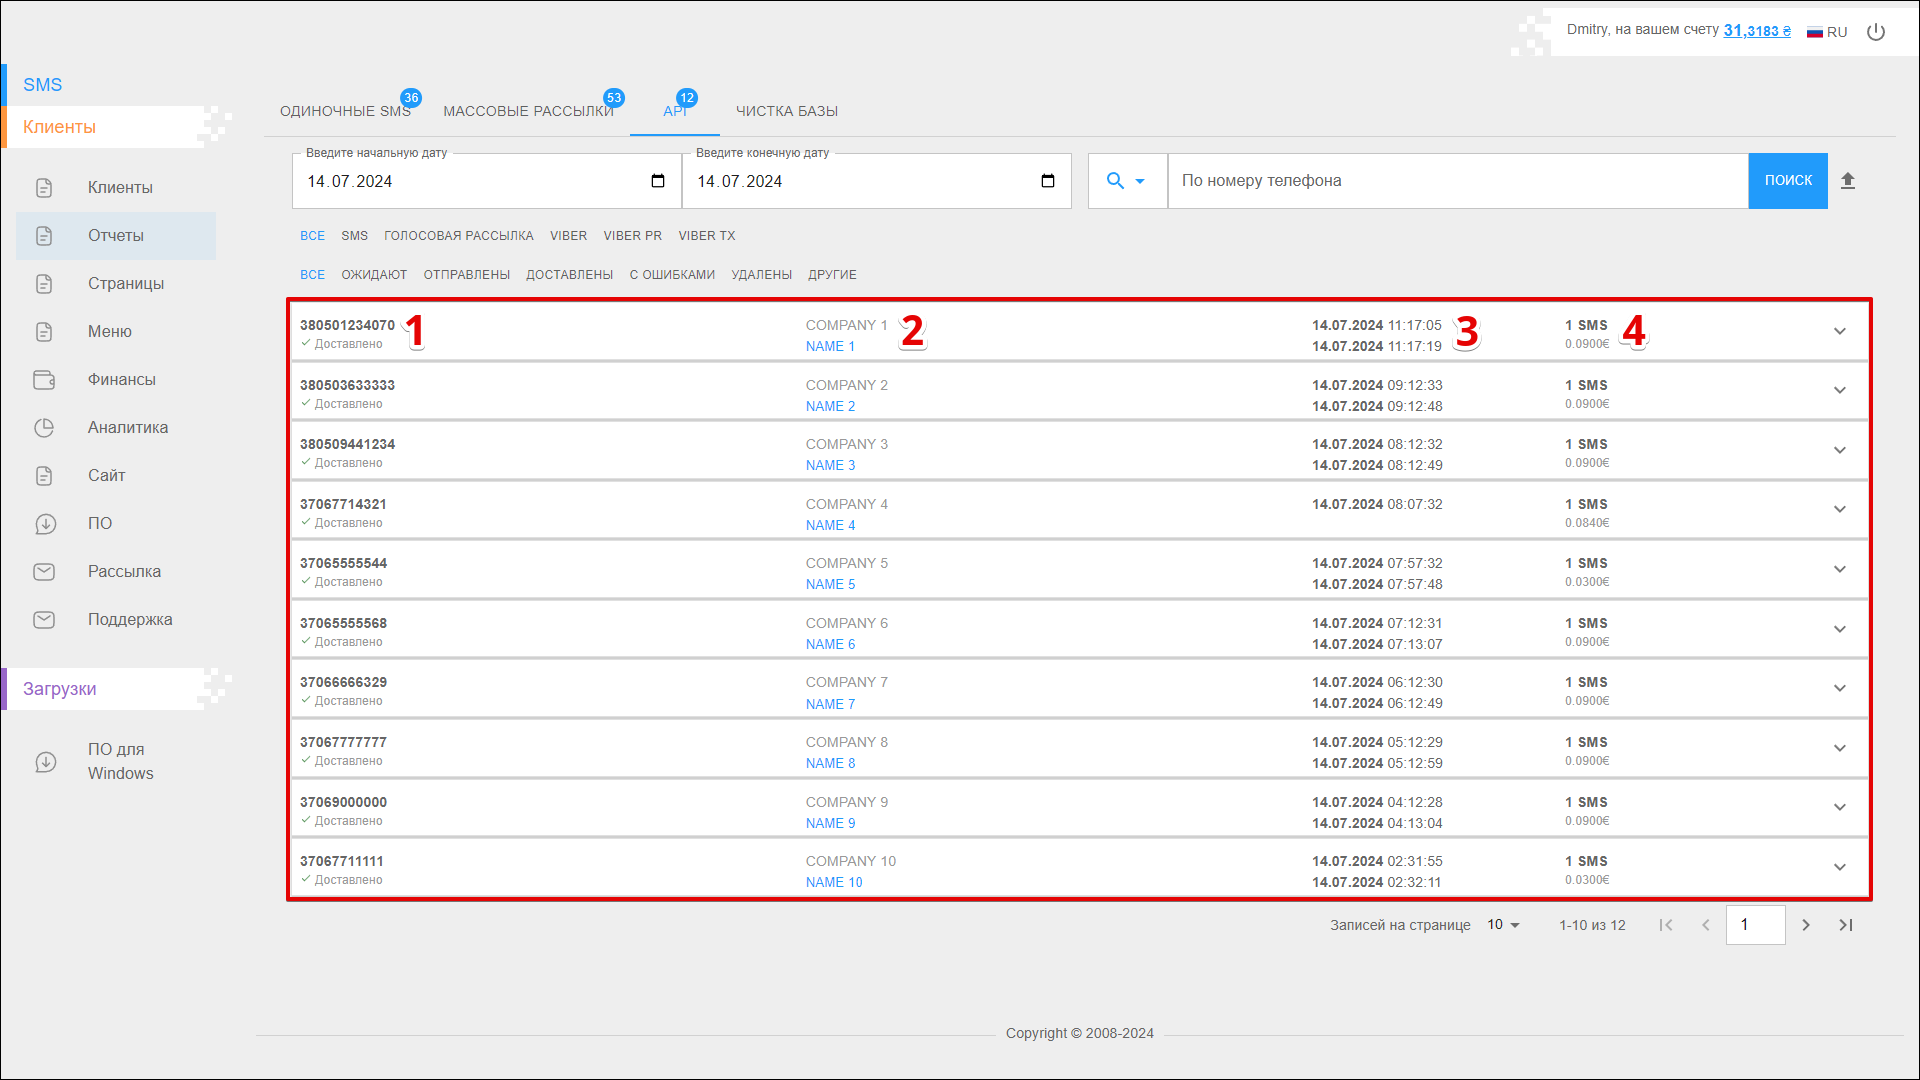 Dmitry, на вашем счету 31,3183 ₴ RU
SMS
Клиенты
Клиенты
Отчеты
Страницы
Меню
Финансы
Аналитика
Сайт
ПО
Рассылка
Поддержка
Загрузки
ПО для
Windows
ОДИНОЧНЫЕ SMS 36 МАССОВЫЕ РАССЫЛКИ 53 API 12 ЧИСТКА БАЗЫ
Введите начальную дату Введите конечную дату
14.07.2024 14.07.2024 По номеру телефона ПОИСК
ВСЕ SMS ГОЛОСОВАЯ РАССЫЛКА VIBER VIBER PR VIBER TX
ВСЕ ОЖИДАЮТ ОТПРАВЛЕНЫ ДОСТАВЛЕНЫ С ОШИБКАМИ УДАЛЕНЫ ДРУГИЕ
1 2 3 4
380501234070 COMPANY 1 14.07.2024 11:17:05 1 SMS
Доставлено NAME 1 14.07.2024 11:17:19 0.0900€
380503633333 COMPANY 2 14.07.2024 09:12:33 1 SMS
Доставлено NAME 2 14.07.2024 09:12:48 0.0900€
380509441234 COMPANY 3 14.07.2024 08:12:32 1 SMS
Доставлено NAME 3 14.07.2024 08:12:49 0.0900€
37067714321 COMPANY 4 14.07.2024 08:07:32 1 SMS
Доставлено NAME 4 0.0840€
37065555544 COMPANY 5 14.07.2024 07:57:32 1 SMS
Доставлено NAME 5 14.07.2024 07:57:48 0.0300€
37065555568 COMPANY 6 14.07.2024 07:12:31 1 SMS
Доставлено NAME 6 14.07.2024 07:13:07 0.0900€
37066666329 COMPANY 7 14.07.2024 06:12:30 1 SMS
Доставлено NAME 7 14.07.2024 06:12:49 0.0900€
37067777777 COMPANY 8 14.07.2024 05:12:29 1 SMS
Доставлено NAME 8 14.07.2024 05:12:59 0.0900€
37069000000 COMPANY 9 14.07.2024 04:12:28 1 SMS
Доставлено NAME 9 14.07.2024 04:13:04 0.0900€
37067711111 COMPANY 10 14.07.2024 02:31:55 1 SMS
Доставлено NAME 10 14.07.2024 02:32:11 0.0300€
Записей на странице 10 1-10 из 12 1
Copyright © 2008-2024